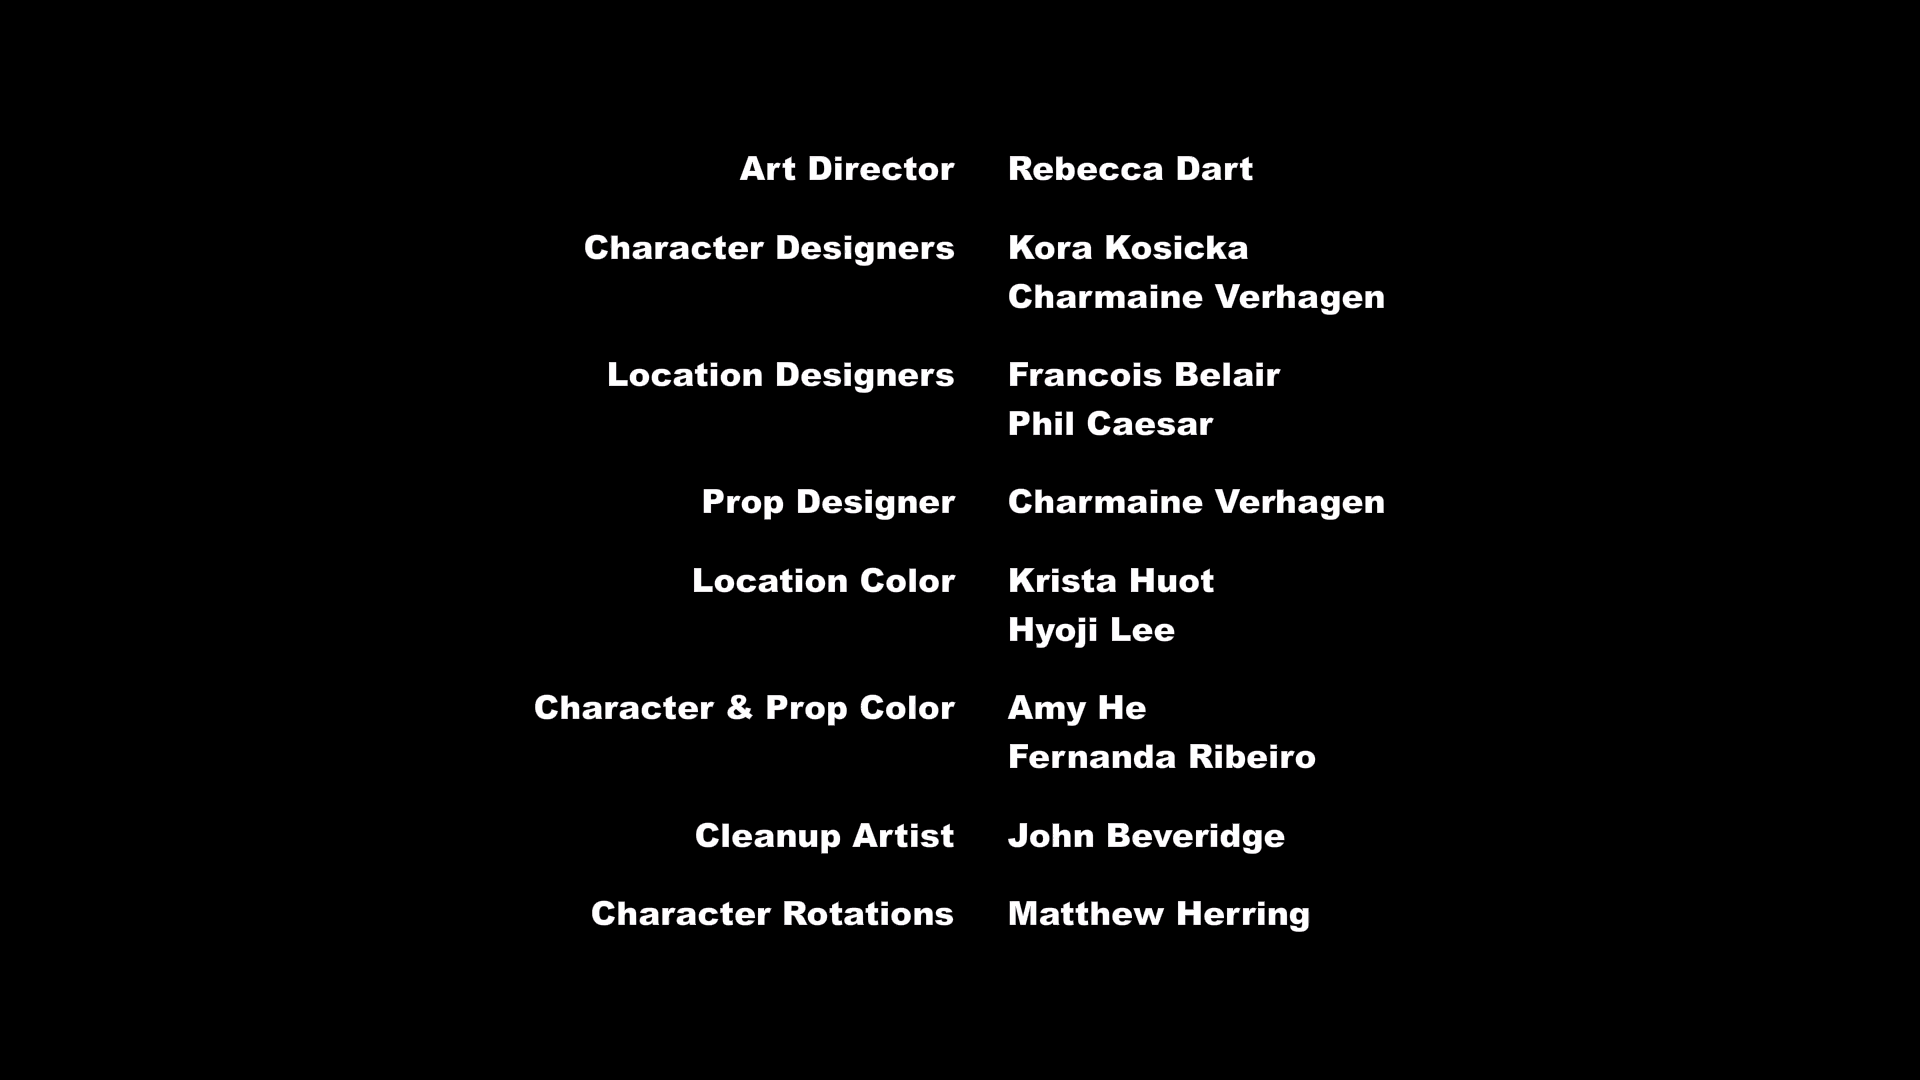 Art Director Rebecca Dart
Character Designers Kora Kosicka
Charmaine Verhagen
Location Designers Francois Belair
Phil Caesar
Prop Designer Charmaine Verhagen
Location Color Krista Huot
Hyoji Lee
Character & Prop Color Amy He
Fernanda Ribeiro
Cleanup Artist John Beveridge
Character Rotations Matthew Herring